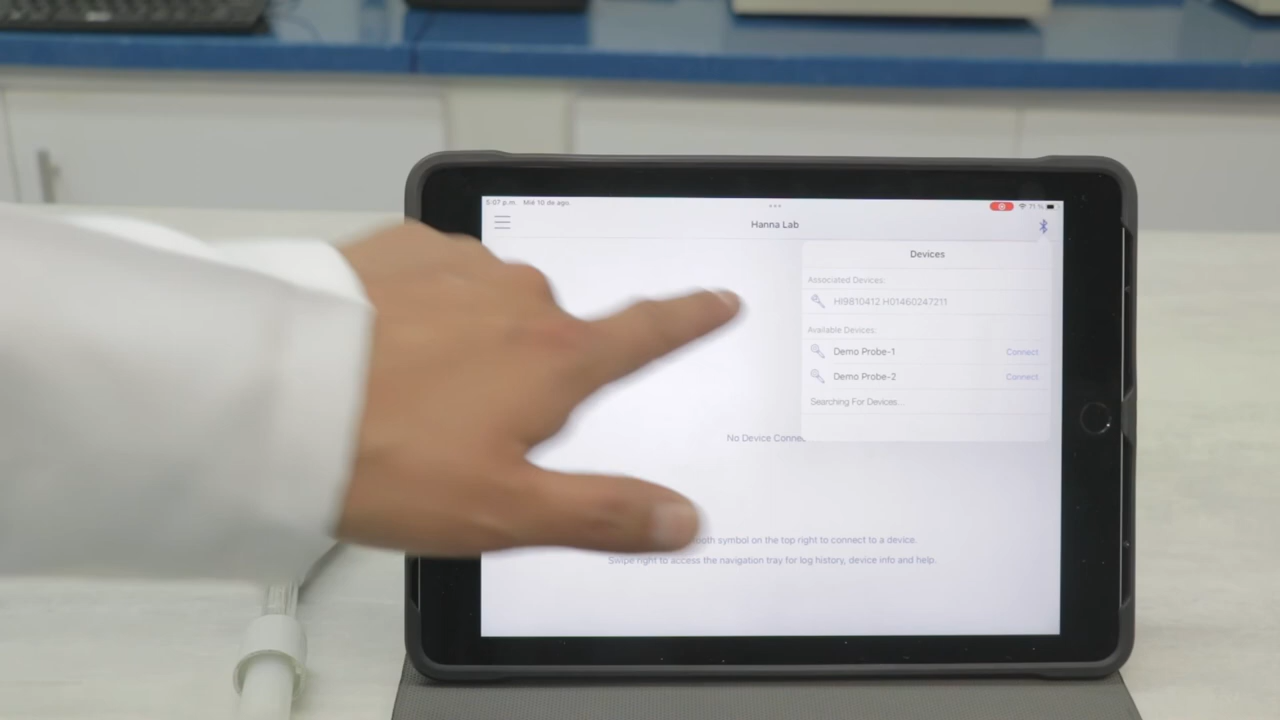 5:07 p.m. Mié 10 de ago.
71 %
Hanna Lab
Devices
Associated Devices:
HI9810412 H01460247211
Available Devices:
Demo Probe-1 Connect
Demo Probe-2 Connect
Searching For Devices...
No Device
symbol on the top right to connect to a device.
Swipe right to access the navigation tray for log history, device info and help.